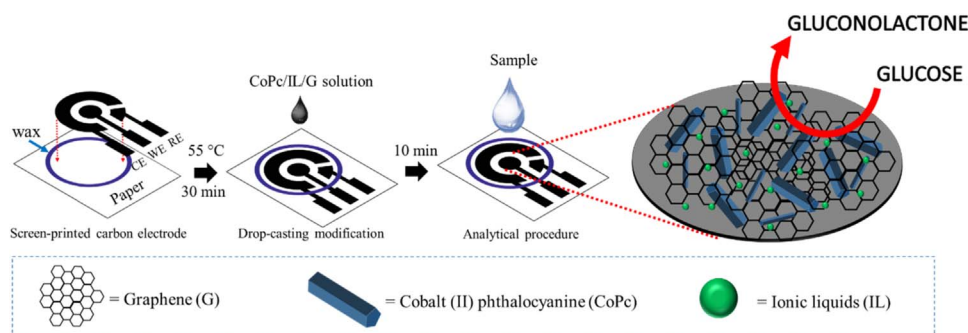 GLUCONOLACTONE
GLUCOSE
Sample
CoPc/IL/G solution
wax
CE WE RE
Paper
55 °C
30 min
10 min
Screen-printed carbon electrode
Drop-casting modification
Analytical procedure
= Graphene (G)
= Cobalt (II) phthalocyanine (CoPc)
= Ionic liquids (IL)